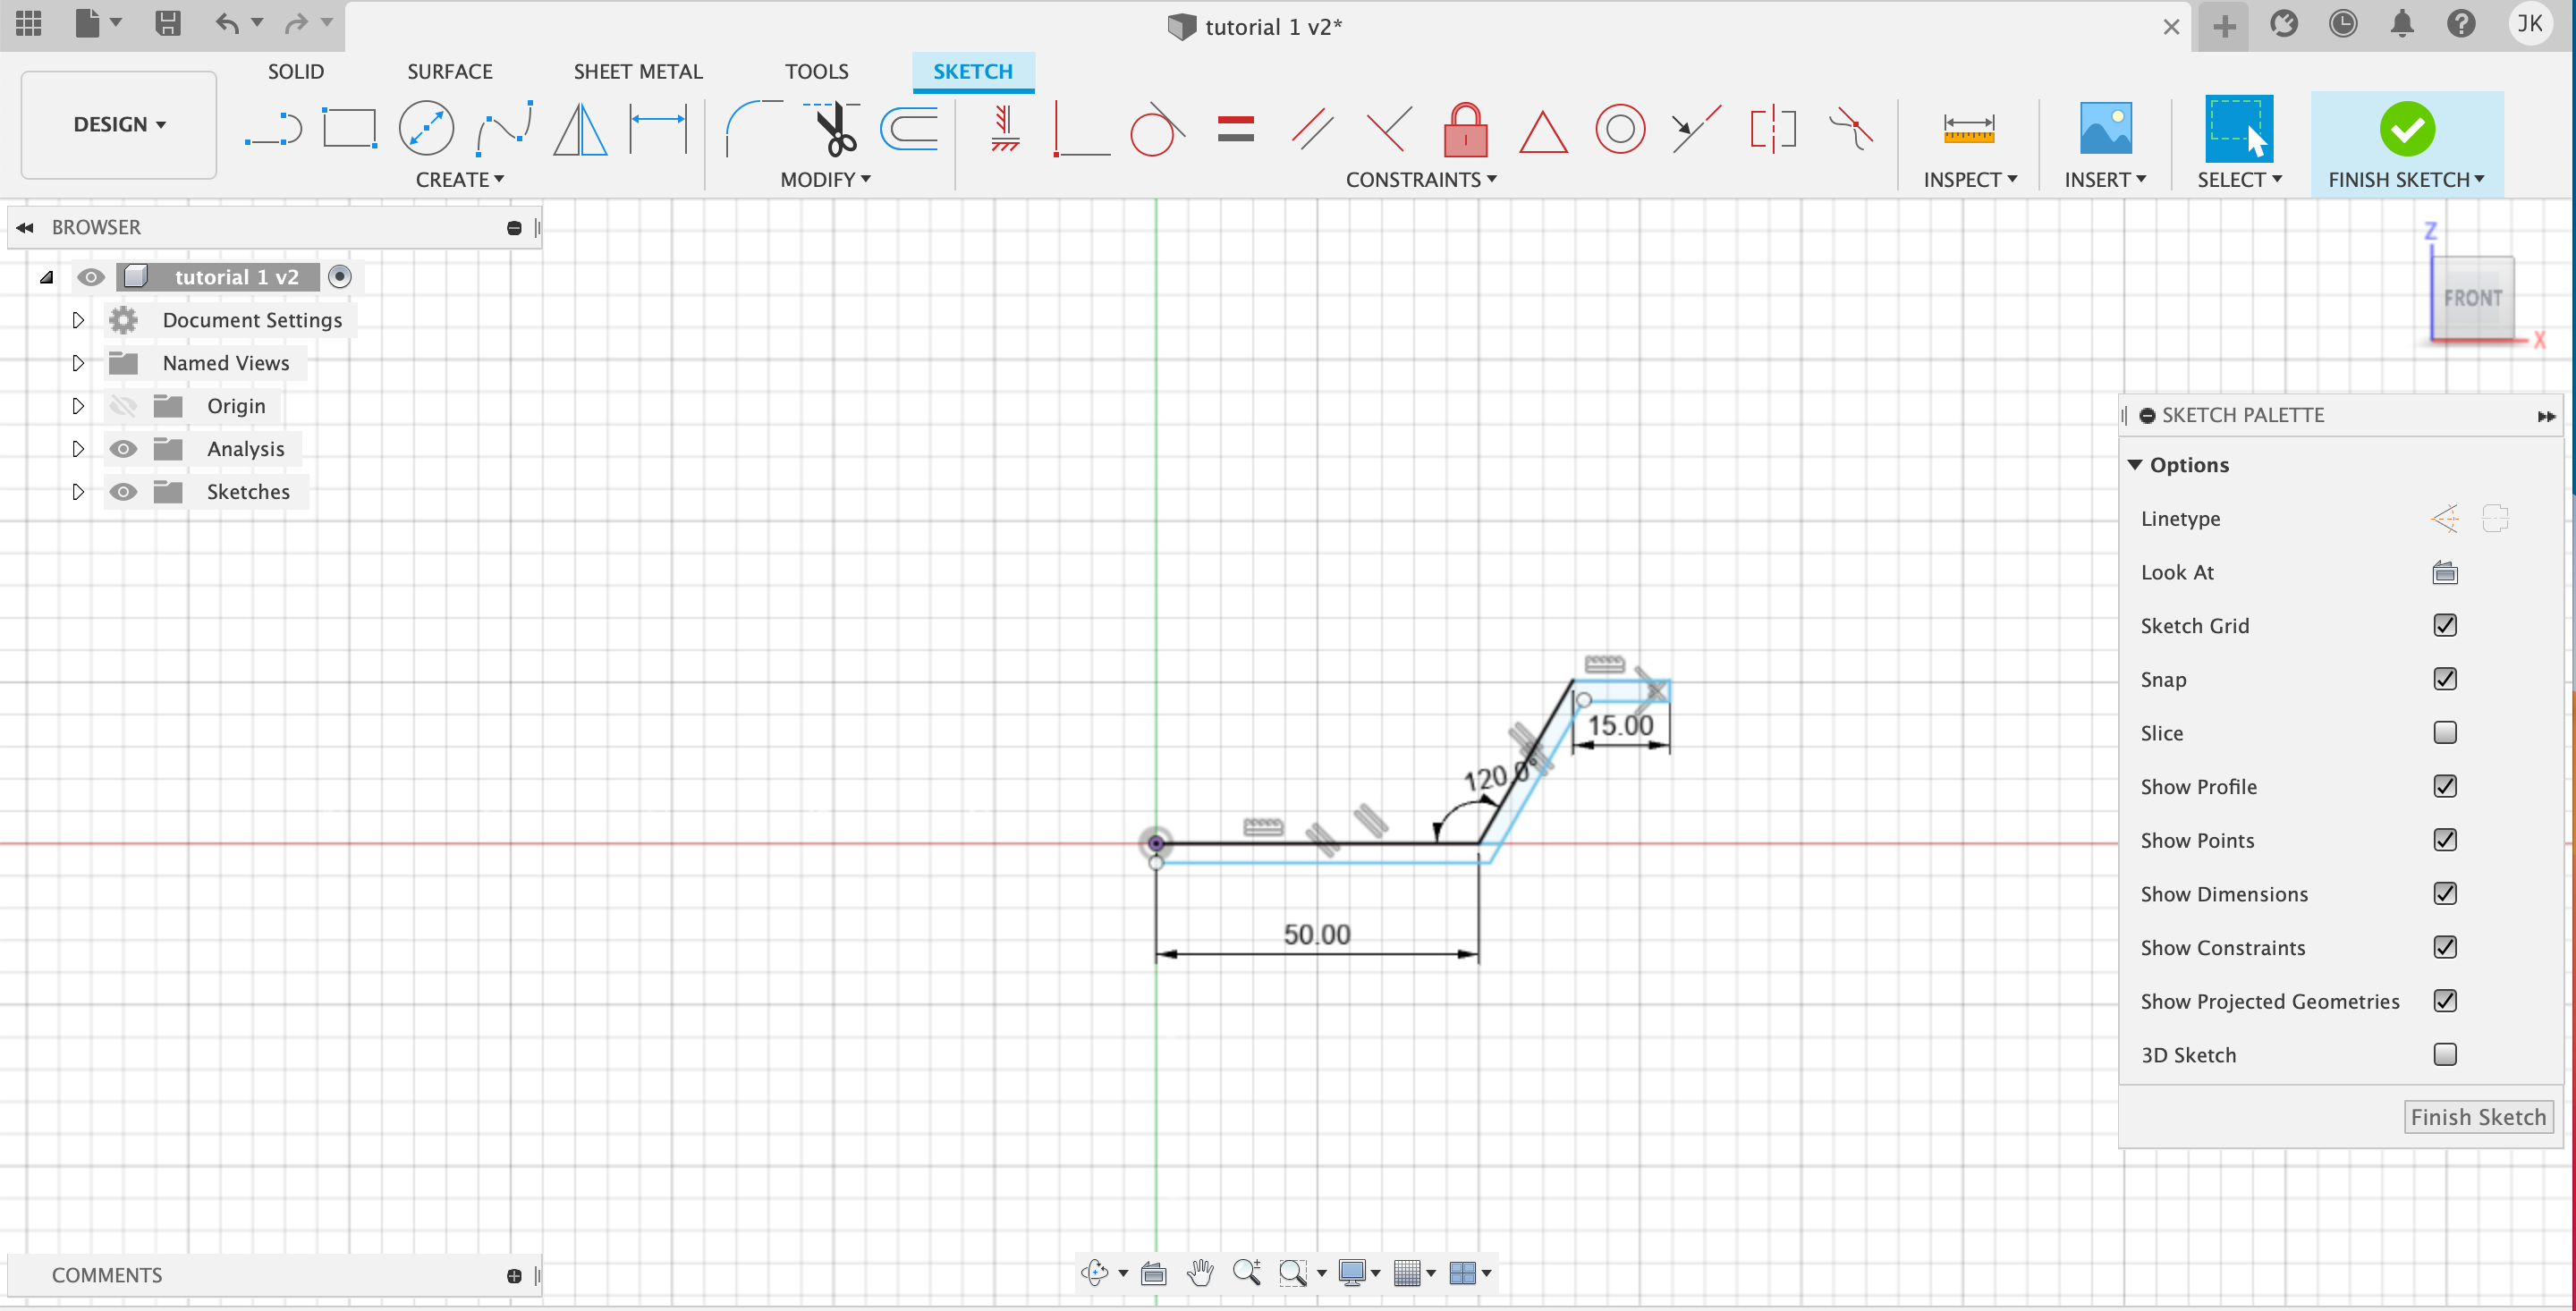 tutorial 1 v2*
JK
SOLID SURFACE SHEET METAL TOOLS SKETCH
DESIGN
CREATE MODIFY CONSTRAINTS INSPECT INSERT SELECT FINISH SKETCH
BROWSER
tutorial 1 v2
Document Settings
Named Views
Origin
Analysis
Sketches
Z
FRONT
X
SKETCH PALETTE
Options
Linetype
Look At
Sketch Grid
Snap
Slice
Show Profile
Show Points
Show Dimensions
Show Constraints
Show Projected Geometries
3D Sketch
Finish Sketch
15.00
120.0°
50.00
COMMENTS